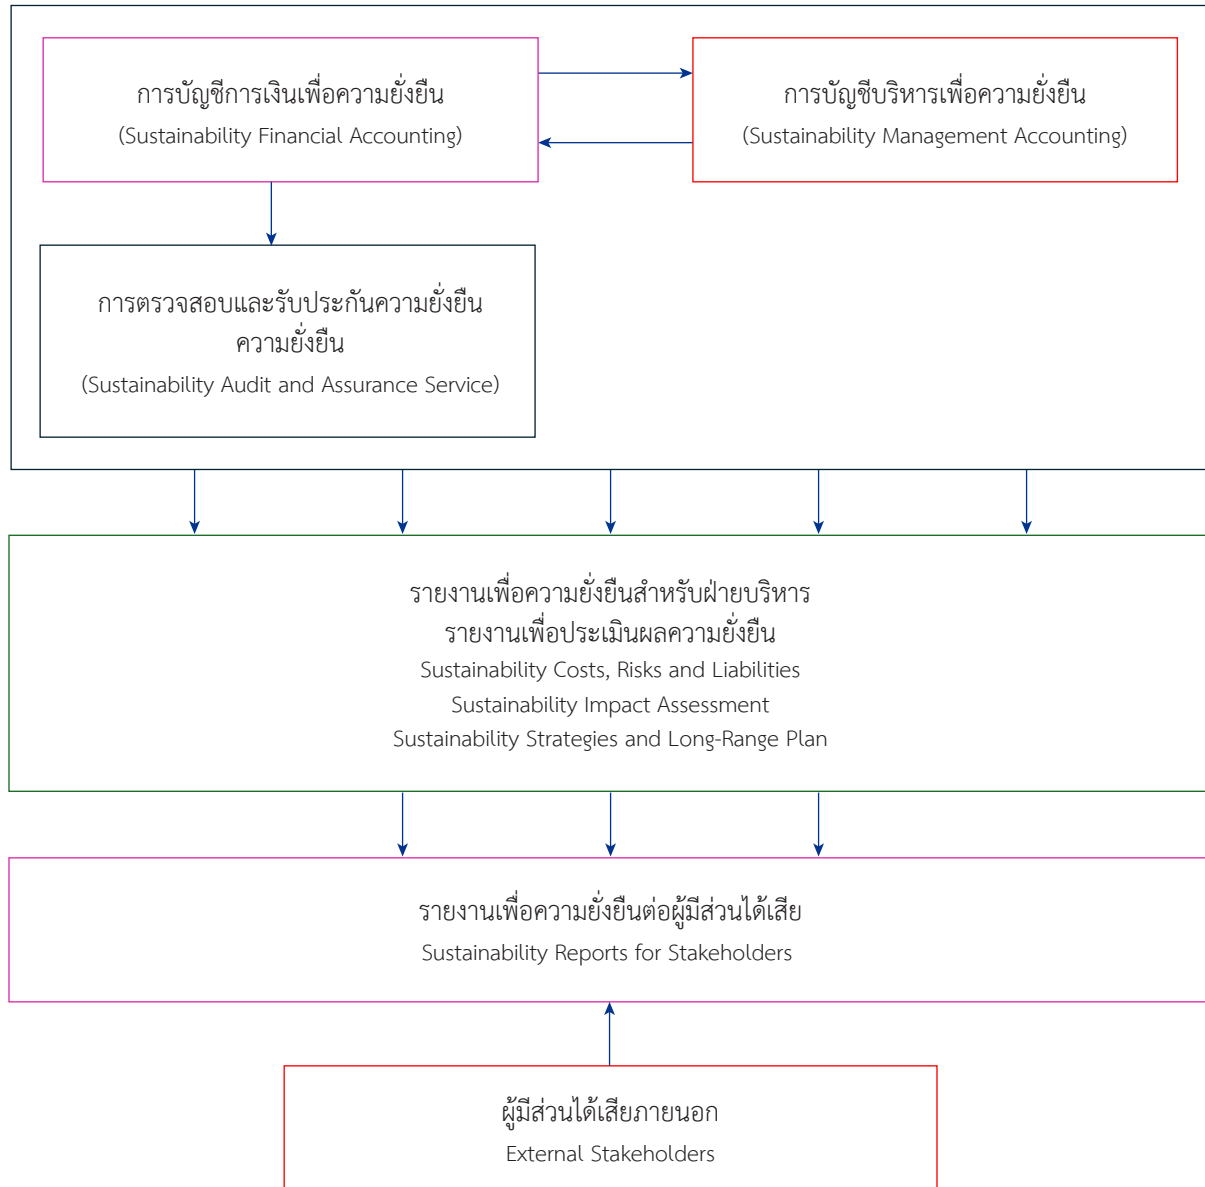 การบัญชีการเงินเพื่อความยั่งยืน
(Sustainability Financial Accounting)
การบัญชีบริหารเพื่อความยั่งยืน
(Sustainability Management Accounting)
การตรวจสอบและรับประกันความยั่งยืน
ความยั่งยืน
(Sustainability Audit and Assurance Service)
รายงานเพื่อความยั่งยืนสำหรับฝ่ายบริหาร
รายงานเพื่อประเมินผลความยั่งยืน
Sustainability Costs, Risks and Liabilities
Sustainability Impact Assessment
Sustainability Strategies and Long-Range Plan
รายงานเพื่อความยั่งยืนต่อผู้มีส่วนได้เสีย
Sustainability Reports for Stakeholders
ผู้มีส่วนได้เสียภายนอก
External Stakeholders